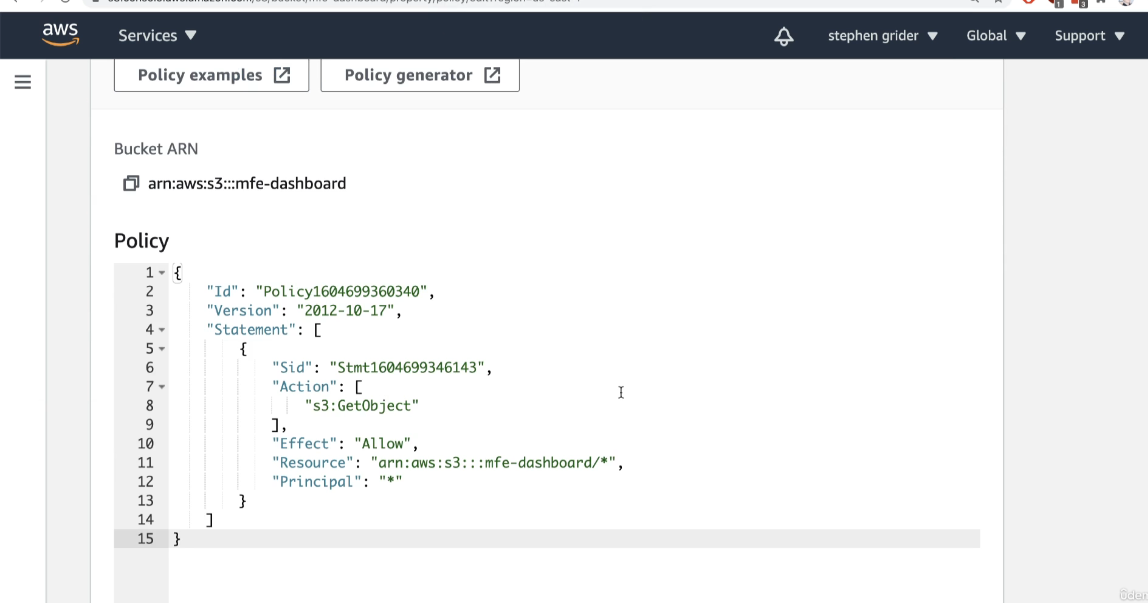 aws
Services ▼
stephen grider ▼
Global ▼
Support ▼
Policy examples
Policy generator
Bucket ARN
arn:aws:s3:::mfe-dashboard
Policy
1 {
2 "Id": "Policy1604699360340",
3 "Version": "2012-10-17",
4 "Statement": [
5 {
6 "Sid": "Stmt1604699346143",
7 "Action": [
8 "s3:GetObject"
9 ],
10 "Effect": "Allow",
11 "Resource": "arn:aws:s3:::mfe-dashboard/*",
12 "Principal": "*"
13 }
14 ]
15 }